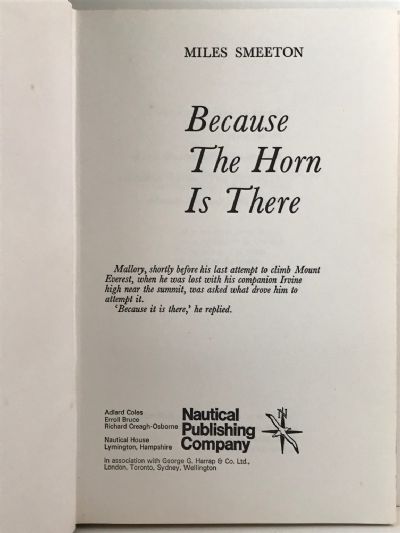 MILES SMEETON
Because
The Horn
Is There
Mallory, shortly before his last attempt to climb Mount
Everest, when he was lost with his companion Irvine
high near the summit, was asked what drove him to
attempt it.
'Because it is there,' he replied.
Adlard Coles
Erroll Bruce
Richard Creagh-Osborne
Nautical House
Lymington, Hampshire
Nautical
Publishing
Company
N
In association with George G. Harrap & Co. Ltd.,
London, Toronto, Sydney, Wellington